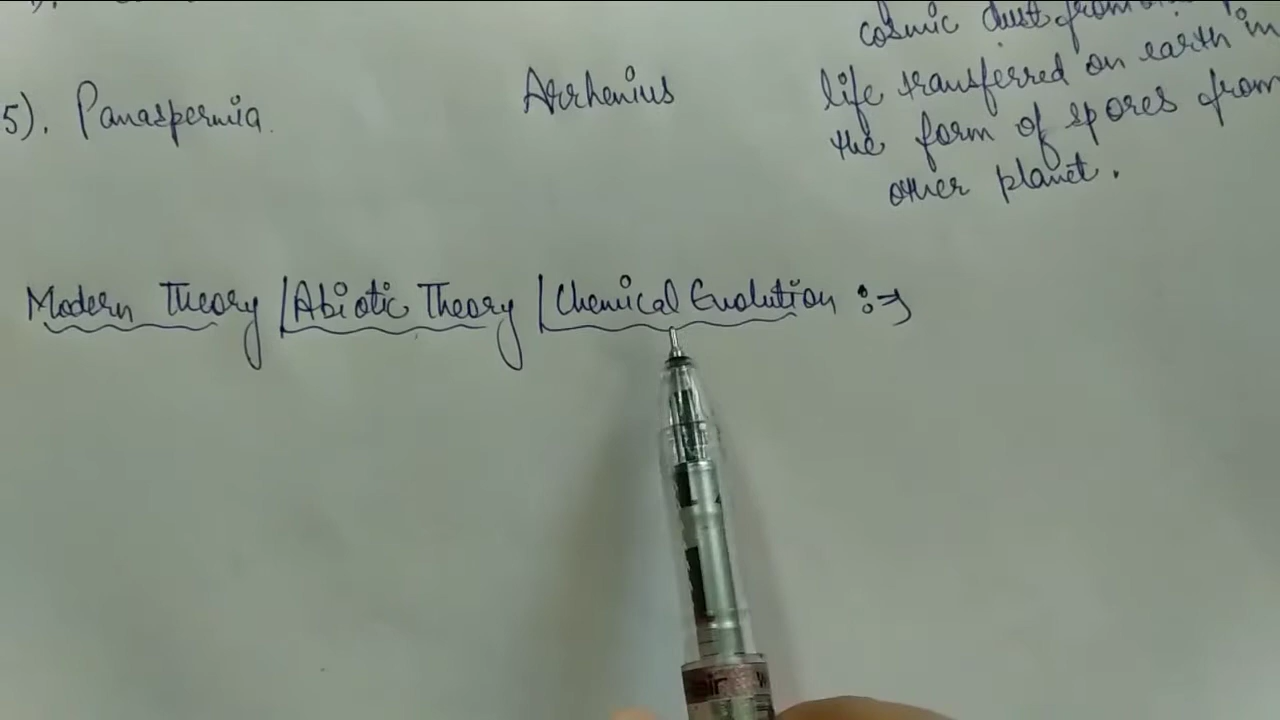 cosmic dust from
5). Panaspermia. Arrhenius life transferred on earth in
the form of spores from
other planet.
Modern Theory / Abiotic Theory / Chemical Evolution :→